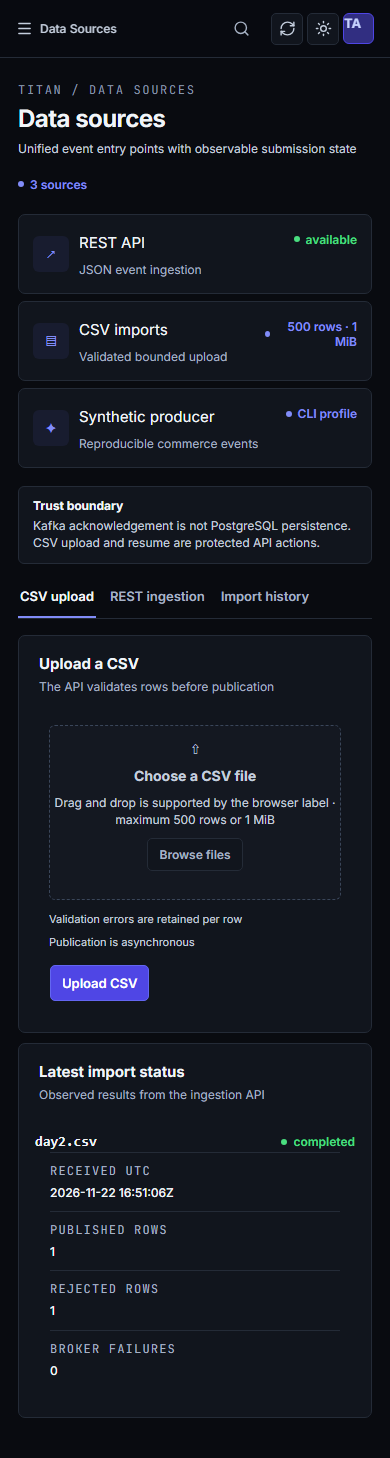 Data Sources
TA
TITAN / DATA SOURCES
Data sources
Unified event entry points with observable submission state
3 sources
REST API
available
JSON event ingestion
CSV imports
500 rows · 1
MiB
Validated bounded upload
Synthetic producer
CLI profile
Reproducible commerce events
Trust boundary
Kafka acknowledgement is not PostgreSQL persistence.
CSV upload and resume are protected API actions.
CSV upload REST ingestion Import history
Upload a CSV
The API validates rows before publication
Choose a CSV file
Drag and drop is supported by the browser label ·
maximum 500 rows or 1 MiB
Browse files
Validation errors are retained per row
Publication is asynchronous
Upload CSV
Latest import status
Observed results from the ingestion API
day2.csv
completed
RECEIVED UTC
2026-11-22 16:51:06Z
PUBLISHED ROWS
1
REJECTED ROWS
1
BROKER FAILURES
0